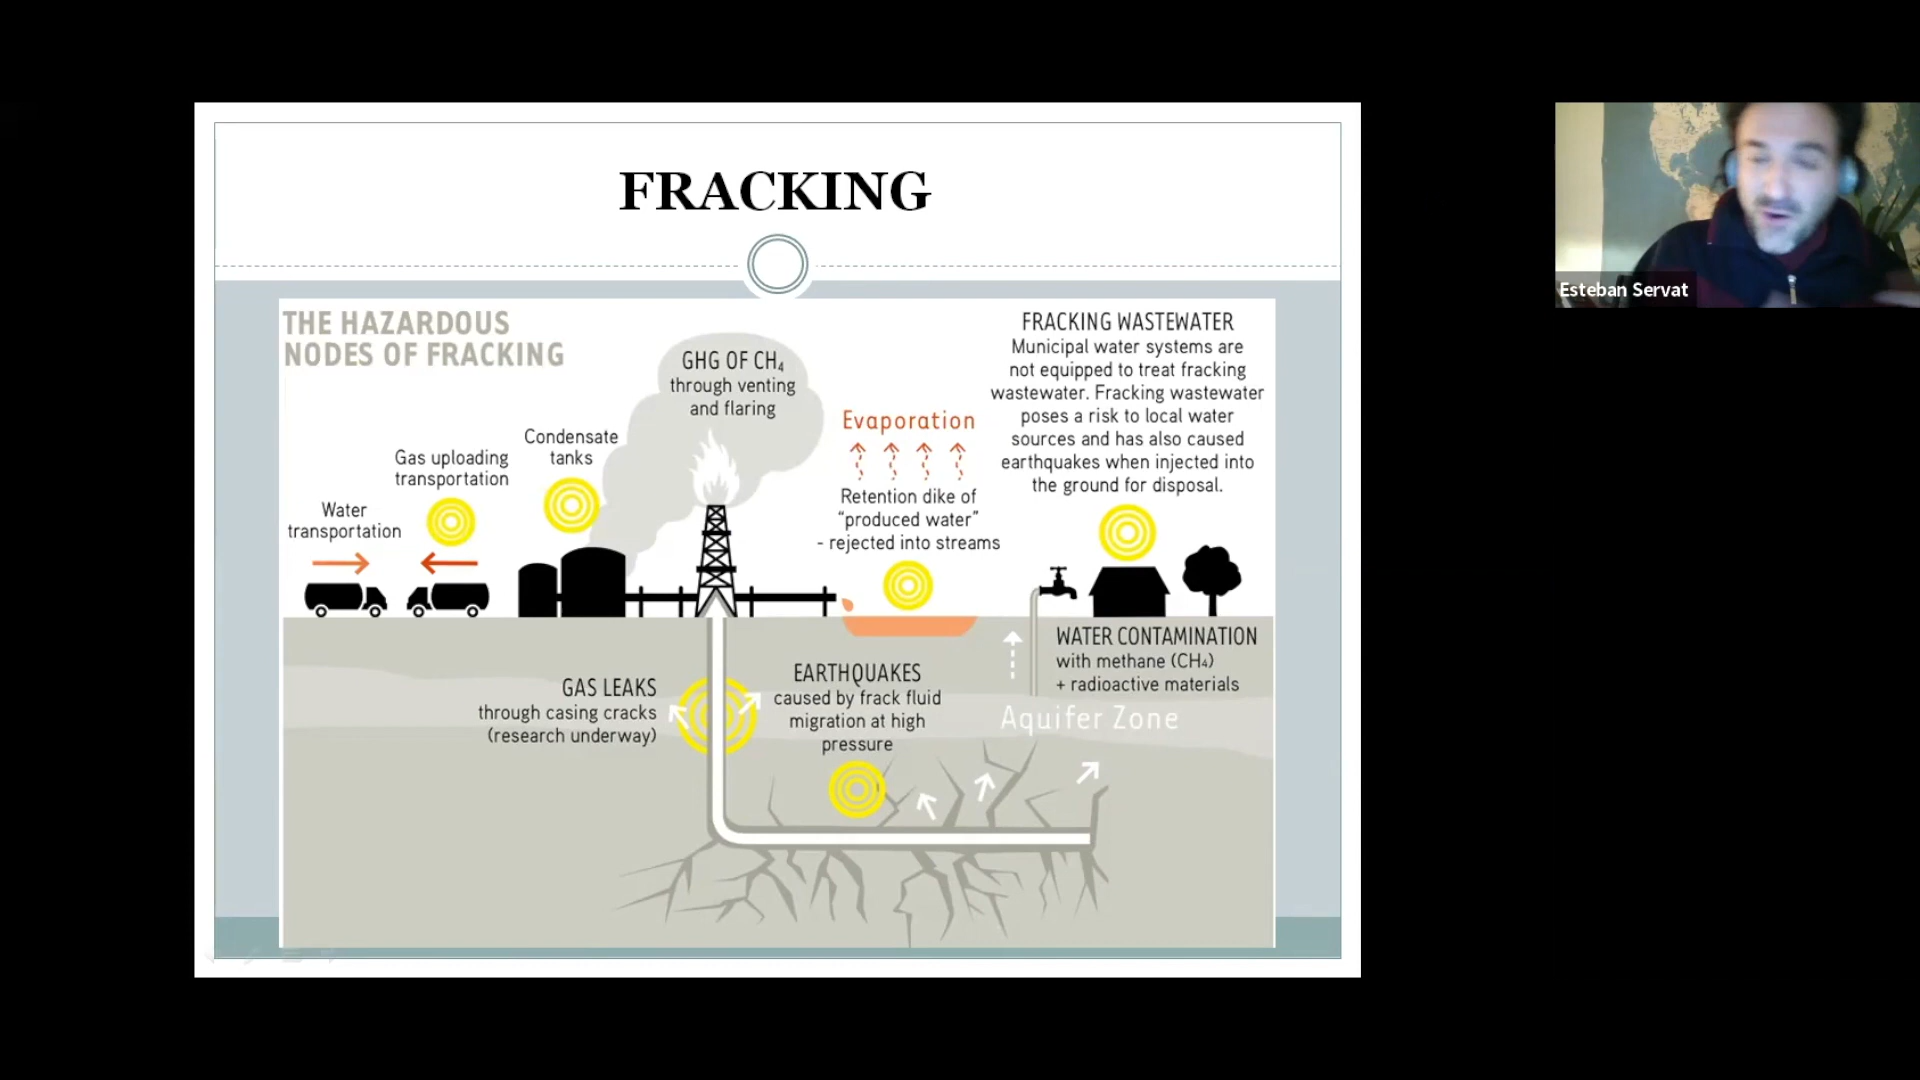 FRACKING
THE HAZARDOUS
NODES OF FRACKING
GHG OF CH₄
through venting
and flaring
Condensate
tanks
Gas uploading
transportation
Water
transportation
Evaporation
Retention dike of
“produced water”
- rejected into streams
FRACKING WASTEWATER
Municipal water systems are
not equipped to treat fracking
wastewater. Fracking wastewater
poses a risk to local water
sources and has also caused
earthquakes when injected into
the ground for disposal.
GAS LEAKS
through casing cracks
(research underway)
EARTHQUAKES
caused by frack fluid
migration at high
pressure
WATER CONTAMINATION
with methane (CH₄)
+ radioactive materials
Aquifer Zone
Esteban Servat